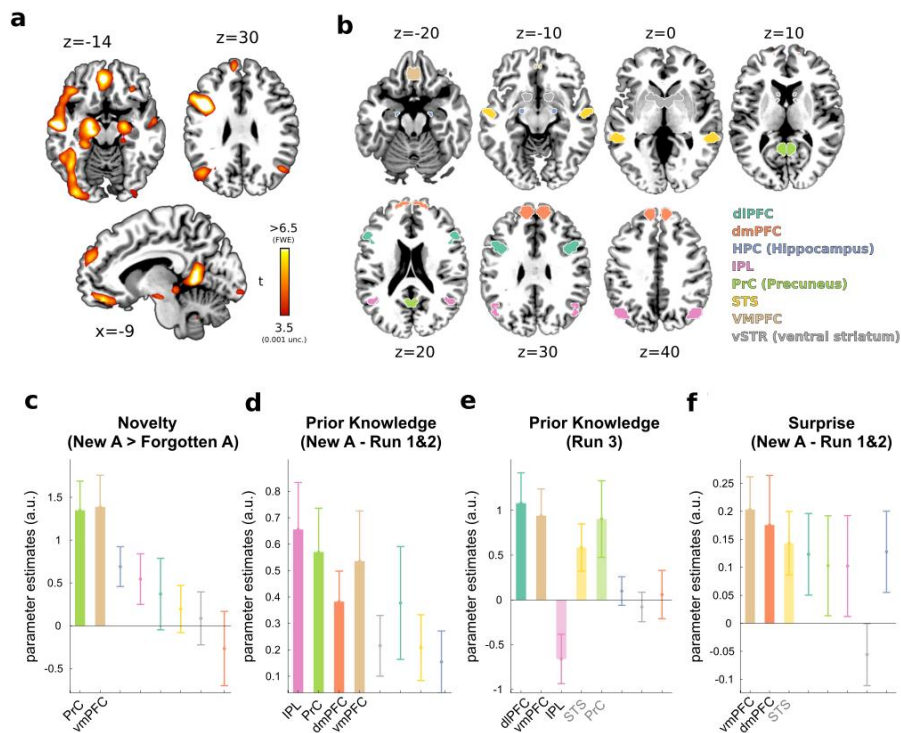 a
z=-14
z=30
x=-9
>6.5
(FWE)
t
3.5
(0.001 unc.)
b
z=-20
z=-10
z=0
z=10
z=20
z=30
z=40
dlPFC
dmPFC
HPC (Hippocampus)
IPL
PrC (Precuneus)
STS
VMPFC
vSTR (ventral striatum)
c
Novelty
(New A > Forgotten A)
parameter estimates (a.u.)
1.5
1
0.5
0
-0.5
PrC
vmPFC
d
Prior Knowledge
(New A - Run 1&2)
parameter estimates (a.u.)
0.8
0.7
0.6
0.5
0.4
0.3
0.2
0.1
IPL
PrC
dmPFC
vmPFC
e
Prior Knowledge
(Run 3)
parameter estimates (a.u.)
1
0.5
0
-0.5
-1
dlPFC
vmPFC
IPL
STS
PrC
f
Surprise
(New A - Run 1&2)
parameter estimates (a.u.)
0.25
0.2
0.15
0.1
0.05
0
0.05
0.1
vmPFC
dmPFC
STS